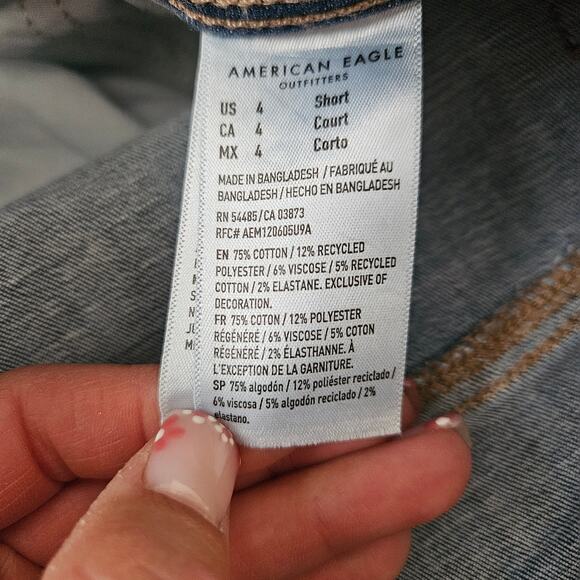 AMERICAN EAGLE
OUTFITTERS
US 4 Short
CA 4 Court
MX 4 Corto
MADE IN BANGLADESH / FABRIQUÉ AU
BANGLADESH / HECHO EN BANGLADESH
RN 54485/CA 03873
RFC# AEM120605U9A
EN 75% COTTON / 12% RECYCLED
POLYESTER / 6% VISCOSE / 5% RECYCLED
COTTON / 2% ELASTANE. EXCLUSIVE OF
DECORATION.
FR 75% COTON / 12% POLYESTER
RÉGÉNÉRÉ / 6% VISCOSE / 5% COTON
RÉGÉNÉRÉ / 2% ÉLASTHANNE. À
L'EXCEPTION DE LA GARNITURE.
SP 75% algodón / 12% poliéster reciclado /
6% viscosa / 5% algodón reciclado / 2%
elastano.